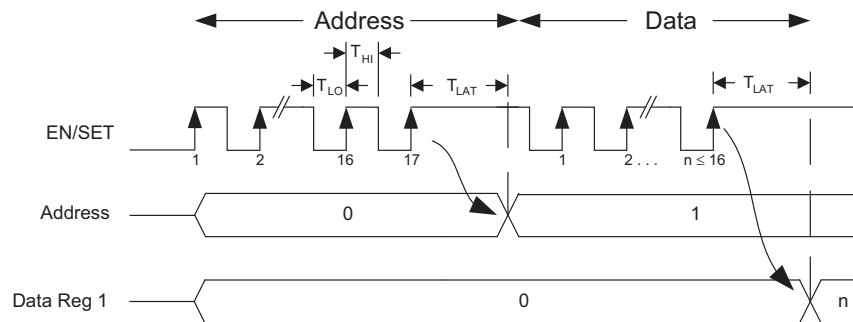 Address Data
T_HI
T_LO T_LAT T_LAT
EN/SET
1 2 16 17 1 2 . . . n ≤ 16
Address 0 1
Data Reg 1 0 n